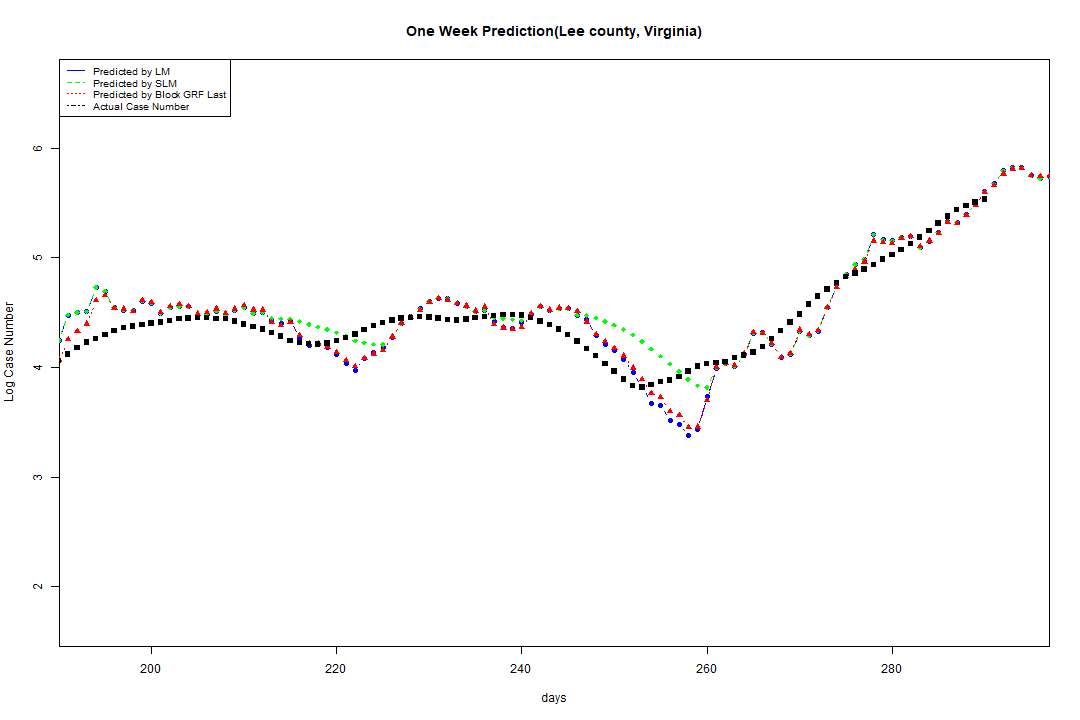 One Week Prediction(Lee county, Virginia)
Predicted by LM
Predicted by SLM
Predicted by Block GRF Last
Actual Case Number
Log Case Number
6
5
4
3
2
200
220
240
260
280
days